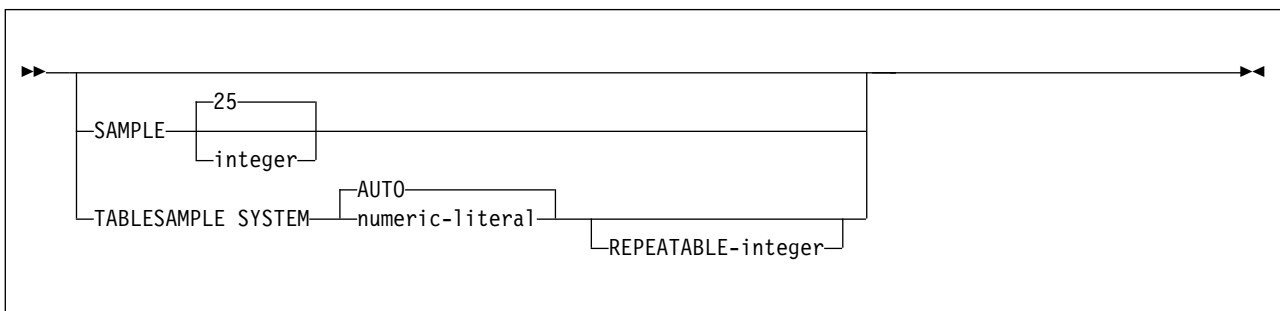 25
SAMPLE
integer
AUTO
TABLESAMPLE SYSTEM numeric-literal
REPEATABLE-integer